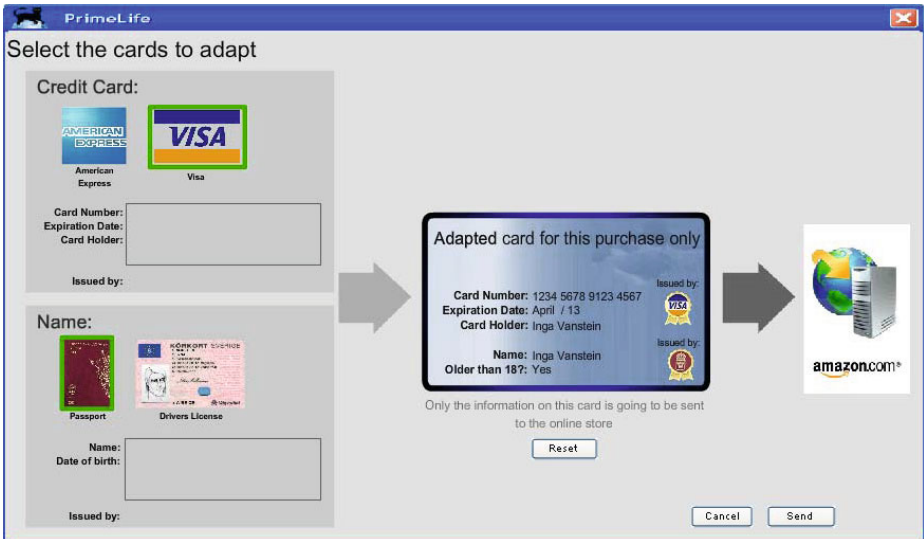 PrimeLife
Select the cards to adapt
Credit Card:
AMERICAN
EXPRESS
VISA
American
Express
Visa
Card Number:
Expiration Date:
Card Holder:
Issued by:
Name:
KÖRKORT SVERIGE
Passport
Drivers License
Name:
Date of birth:
Issued by:
Adapted card for this purchase only
Issued by:
Card Number: 1234 5678 9123 4567
VISA
Expiration Date: April / 13
Card Holder: Inga Vanstein
Issued by:
Name: Inga Vanstein
Older than 18?: Yes
Only the information on this card is going to be sent
to the online store
Reset
amazon.com®
Cancel
Send